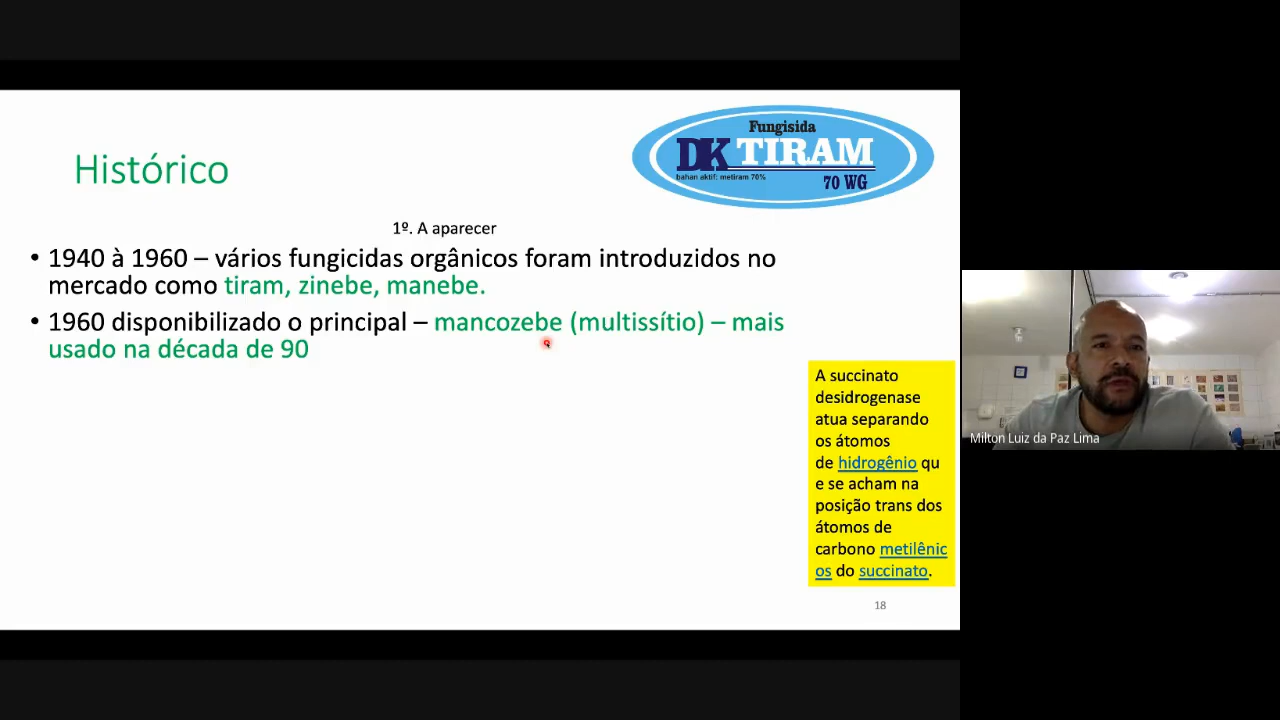 Fungisida
DK TIRAM
bahan aktif: metiram 70%
70 WG
Histórico
1º. A aparecer
• 1940 à 1960 – vários fungicidas orgânicos foram introduzidos no
mercado como tiram, zinebe, manebe.
• 1960 disponibilizado o principal – mancozebe (multissítio) – mais
usado na década de 90
A succinato
desidrogenase
atua separando
os átomos
de hidrogênio qu
e se acham na
posição trans dos
átomos de
carbono metilênic
os do succinato.
18
Milton Luiz da Paz Lima